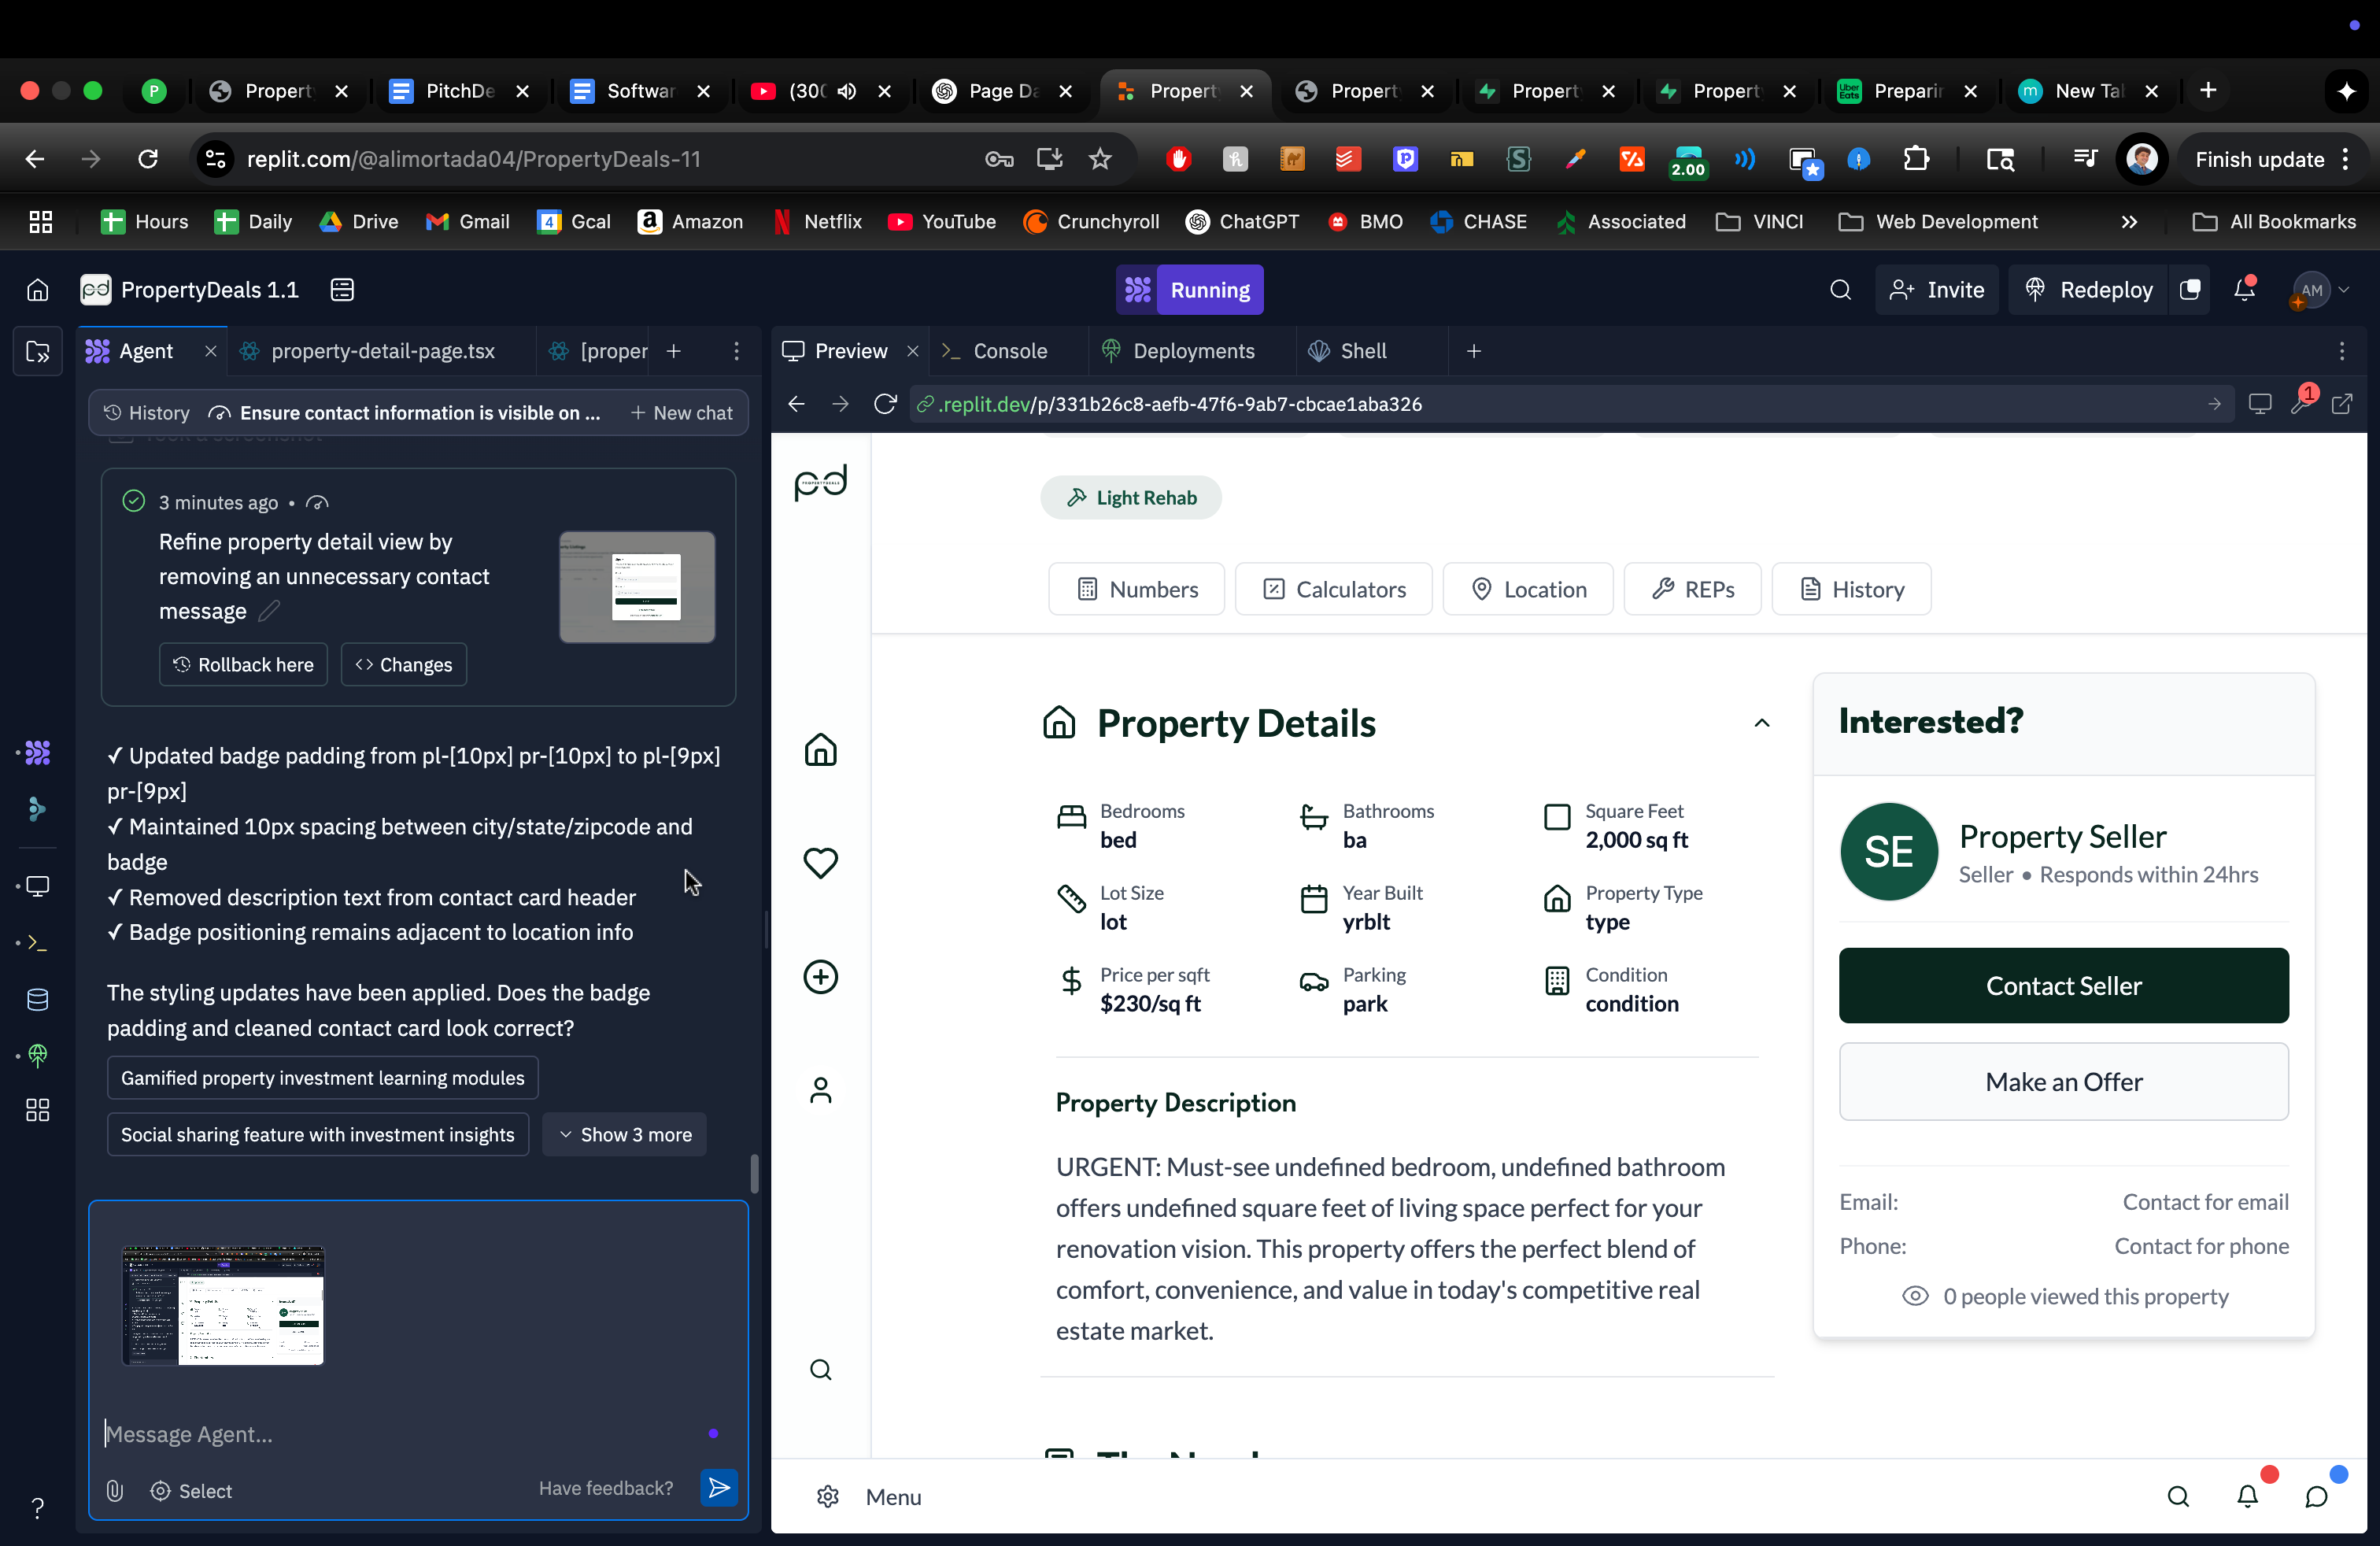 P
Propert
PitchDe
Softwar
(300
Page Da
Propert
Propert
Propert
Propert
Uber Eats
Preparin
m
New Tab
replit.com/@alimortada04/PropertyDeals-11
2.00
Finish update
Hours
Daily
Drive
Gmail
4
Gcal
Amazon
Netflix
YouTube
Crunchyroll
ChatGPT
BMO
CHASE
Associated
VINCI
Web Development
All Bookmarks
pd
PropertyDeals 1.1
Running
Invite
Redeploy
AM
Agent
property-detail-page.tsx
[proper
Preview
Console
Deployments
Shell
History
Ensure contact information is visible on ...
New chat
.replit.dev/p/331b26c8-aefb-47f6-9ab7-cbcae1aba326
1
3 minutes ago •
Refine property detail view by
removing an unnecessary contact
message
Rollback here
Changes
✓ Updated badge padding from pl-[10px] pr-[10px] to pl-[9px]
pr-[9px]
✓ Maintained 10px spacing between city/state/zipcode and
badge
✓ Removed description text from contact card header
✓ Badge positioning remains adjacent to location info
The styling updates have been applied. Does the badge
padding and cleaned contact card look correct?
Gamified property investment learning modules
Social sharing feature with investment insights
Show 3 more
Message Agent...
Select
Have feedback?
pd
PROPERTYDEALS
Light Rehab
Numbers
Calculators
Location
REPs
History
Property Details
Bedrooms
bed
Bathrooms
ba
Square Feet
2,000 sq ft
Lot Size
lot
Year Built
yrblt
Property Type
type
Price per sqft
$230/sq ft
Parking
park
Condition
condition
Property Description
URGENT: Must-see undefined bedroom, undefined bathroom
offers undefined square feet of living space perfect for your
renovation vision. This property offers the perfect blend of
comfort, convenience, and value in today's competitive real
estate market.
Interested?
SE
Property Seller
Seller • Responds within 24hrs
Contact Seller
Make an Offer
Email:
Contact for email
Phone:
Contact for phone
0 people viewed this property
Menu